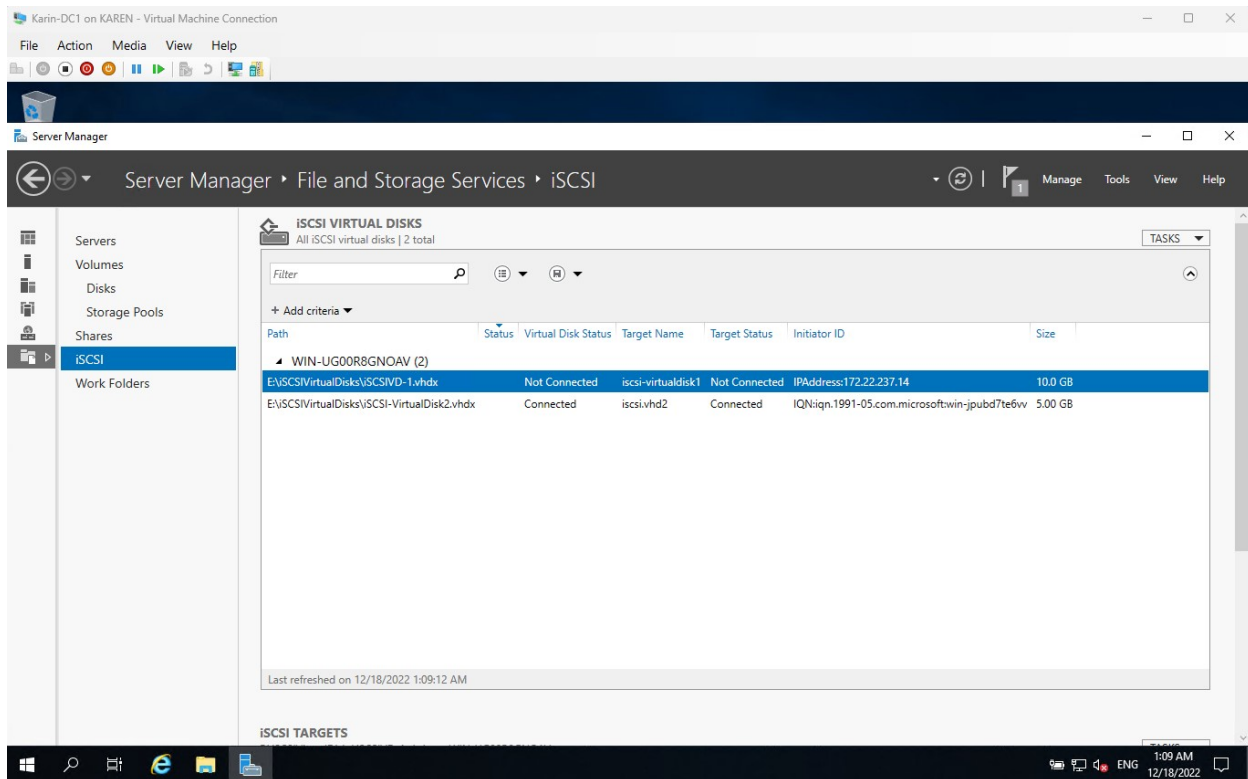 Karin-DC1 on KAREN - Virtual Machine Connection
File Action Media View Help
Server Manager
Server Manager ‣ File and Storage Services ‣ iSCSI
1
Manage Tools View Help
Servers
Volumes
Disks
Storage Pools
Shares
iSCSI
Work Folders
iSCSI VIRTUAL DISKS
All iSCSI virtual disks | 2 total
TASKS
Filter
+ Add criteria
Path Status Virtual Disk Status Target Name Target Status Initiator ID Size
WIN-UG00R8GNOAV (2)
E:\iSCSIVirtualDisks\iSCSIVD-1.vhdx Not Connected iscsi-virtualdisk1 Not Connected IPAddress:172.22.237.14 10.0 GB
E:\iSCSIVirtualDisks\iSCSI-VirtualDisk2.vhdx Connected iscsi.vhd2 Connected IQN:iqn.1991-05.com.microsoft:win-jpubd7te6vv 5.00 GB
Last refreshed on 12/18/2022 1:09:12 AM
iSCSI TARGETS
ENG
1:09 AM
12/18/2022